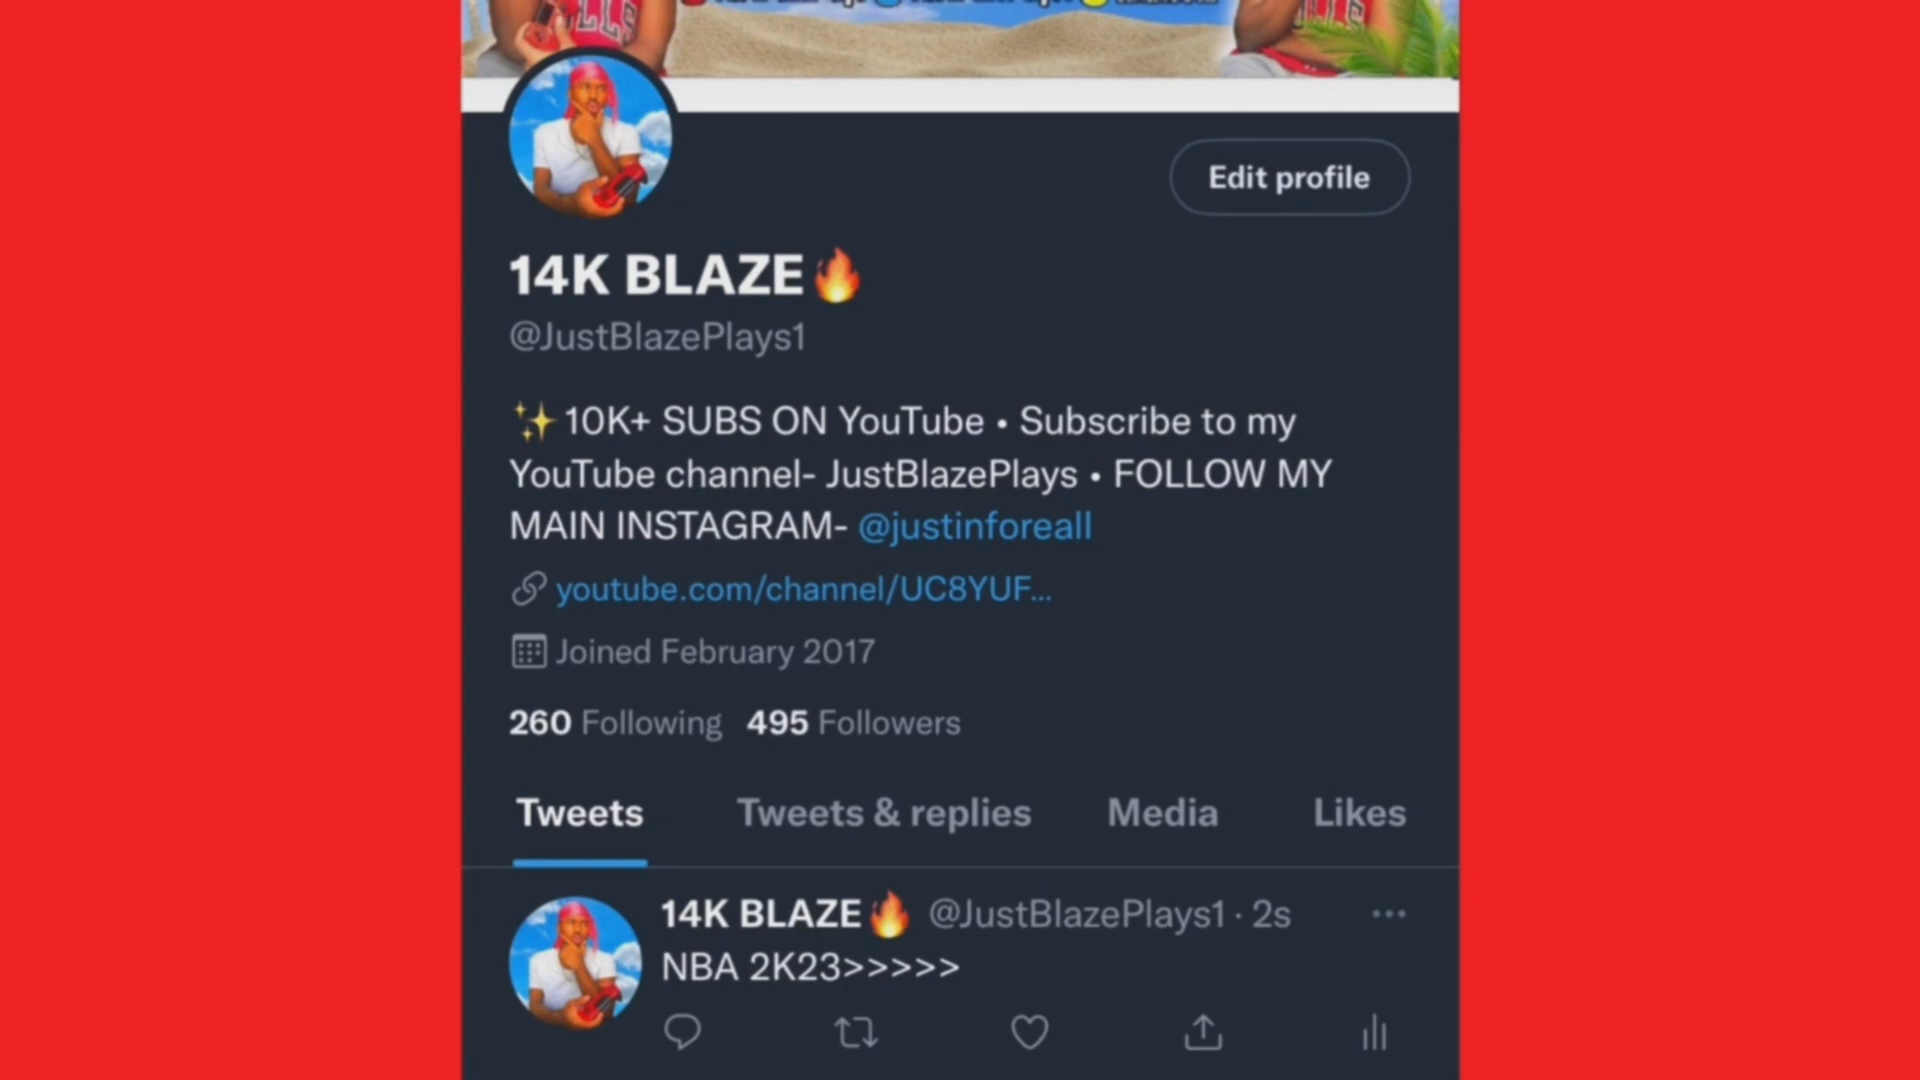 Edit profile
14K BLAZE🔥
@JustBlazePlays1
✨ 10K+ SUBS ON YouTube • Subscribe to my
YouTube channel- JustBlazePlays • FOLLOW MY
MAIN INSTAGRAM- @justinforeall
youtube.com/channel/UC8YUF...
Joined February 2017
260 Following 495 Followers
Tweets Tweets & replies Media Likes
14K BLAZE🔥 @JustBlazePlays1 · 2s
NBA 2K23>>>>>